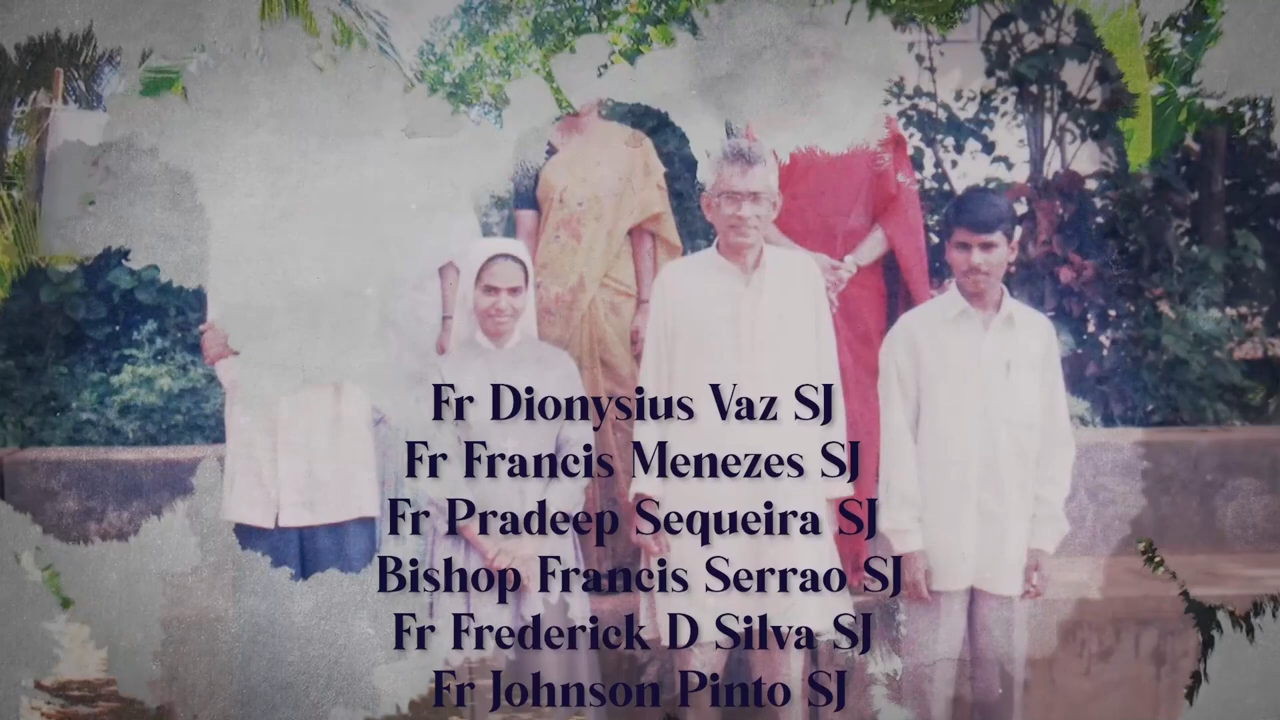 Fr Dionysius Vaz SJ
Fr Francis Menezes SJ
Fr Pradeep Sequeira SJ
Bishop Francis Serrao SJ
Fr Frederick D Silva SJ
Fr Johnson Pinto SJ